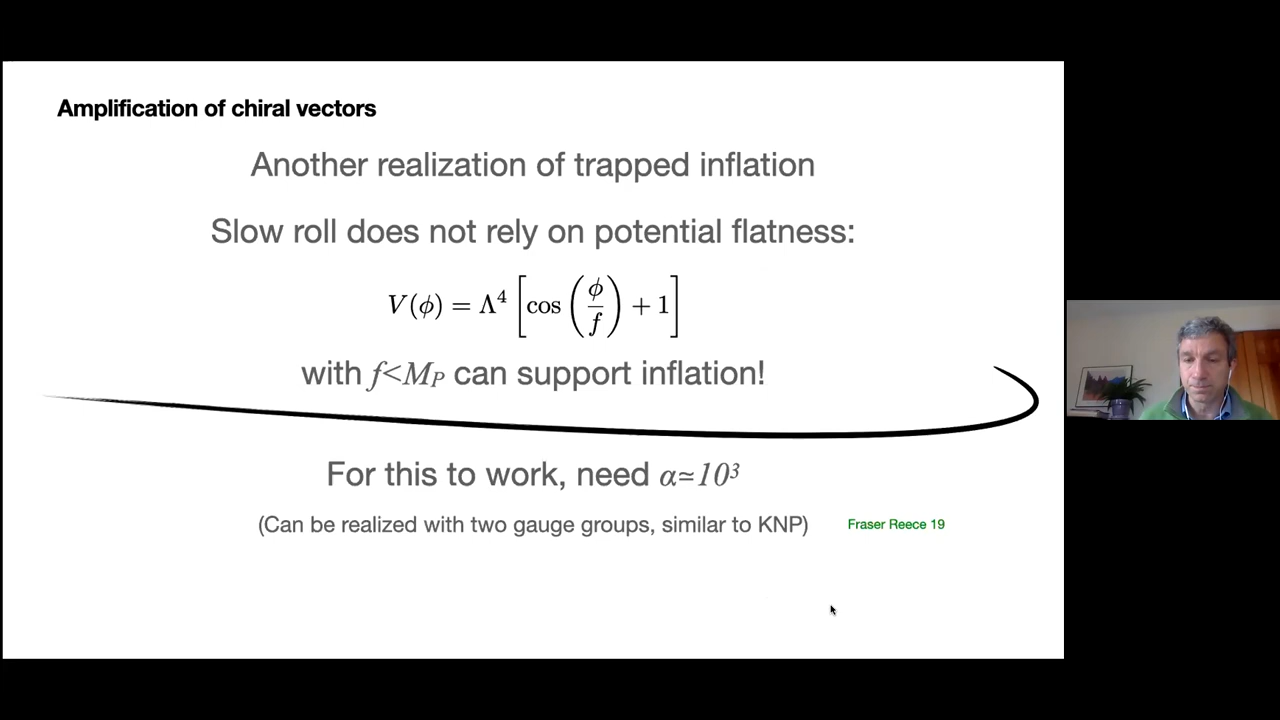 Amplification of chiral vectors
Another realization of trapped inflation
Slow roll does not rely on potential flatness:
V(ϕ) = Λ⁴ [cos (ϕ/f) + 1]
with f<M_P can support inflation!
For this to work, need α≃10³
(Can be realized with two gauge groups, similar to KNP) Fraser Reece 19